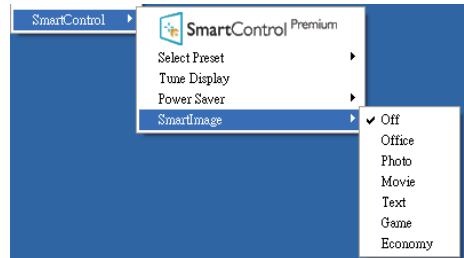 SmartControl
SmartControl Premium
Select Preset
Tune Display
Power Saver
SmartImage
Off
Office
Photo
Movie
Text
Game
Economy